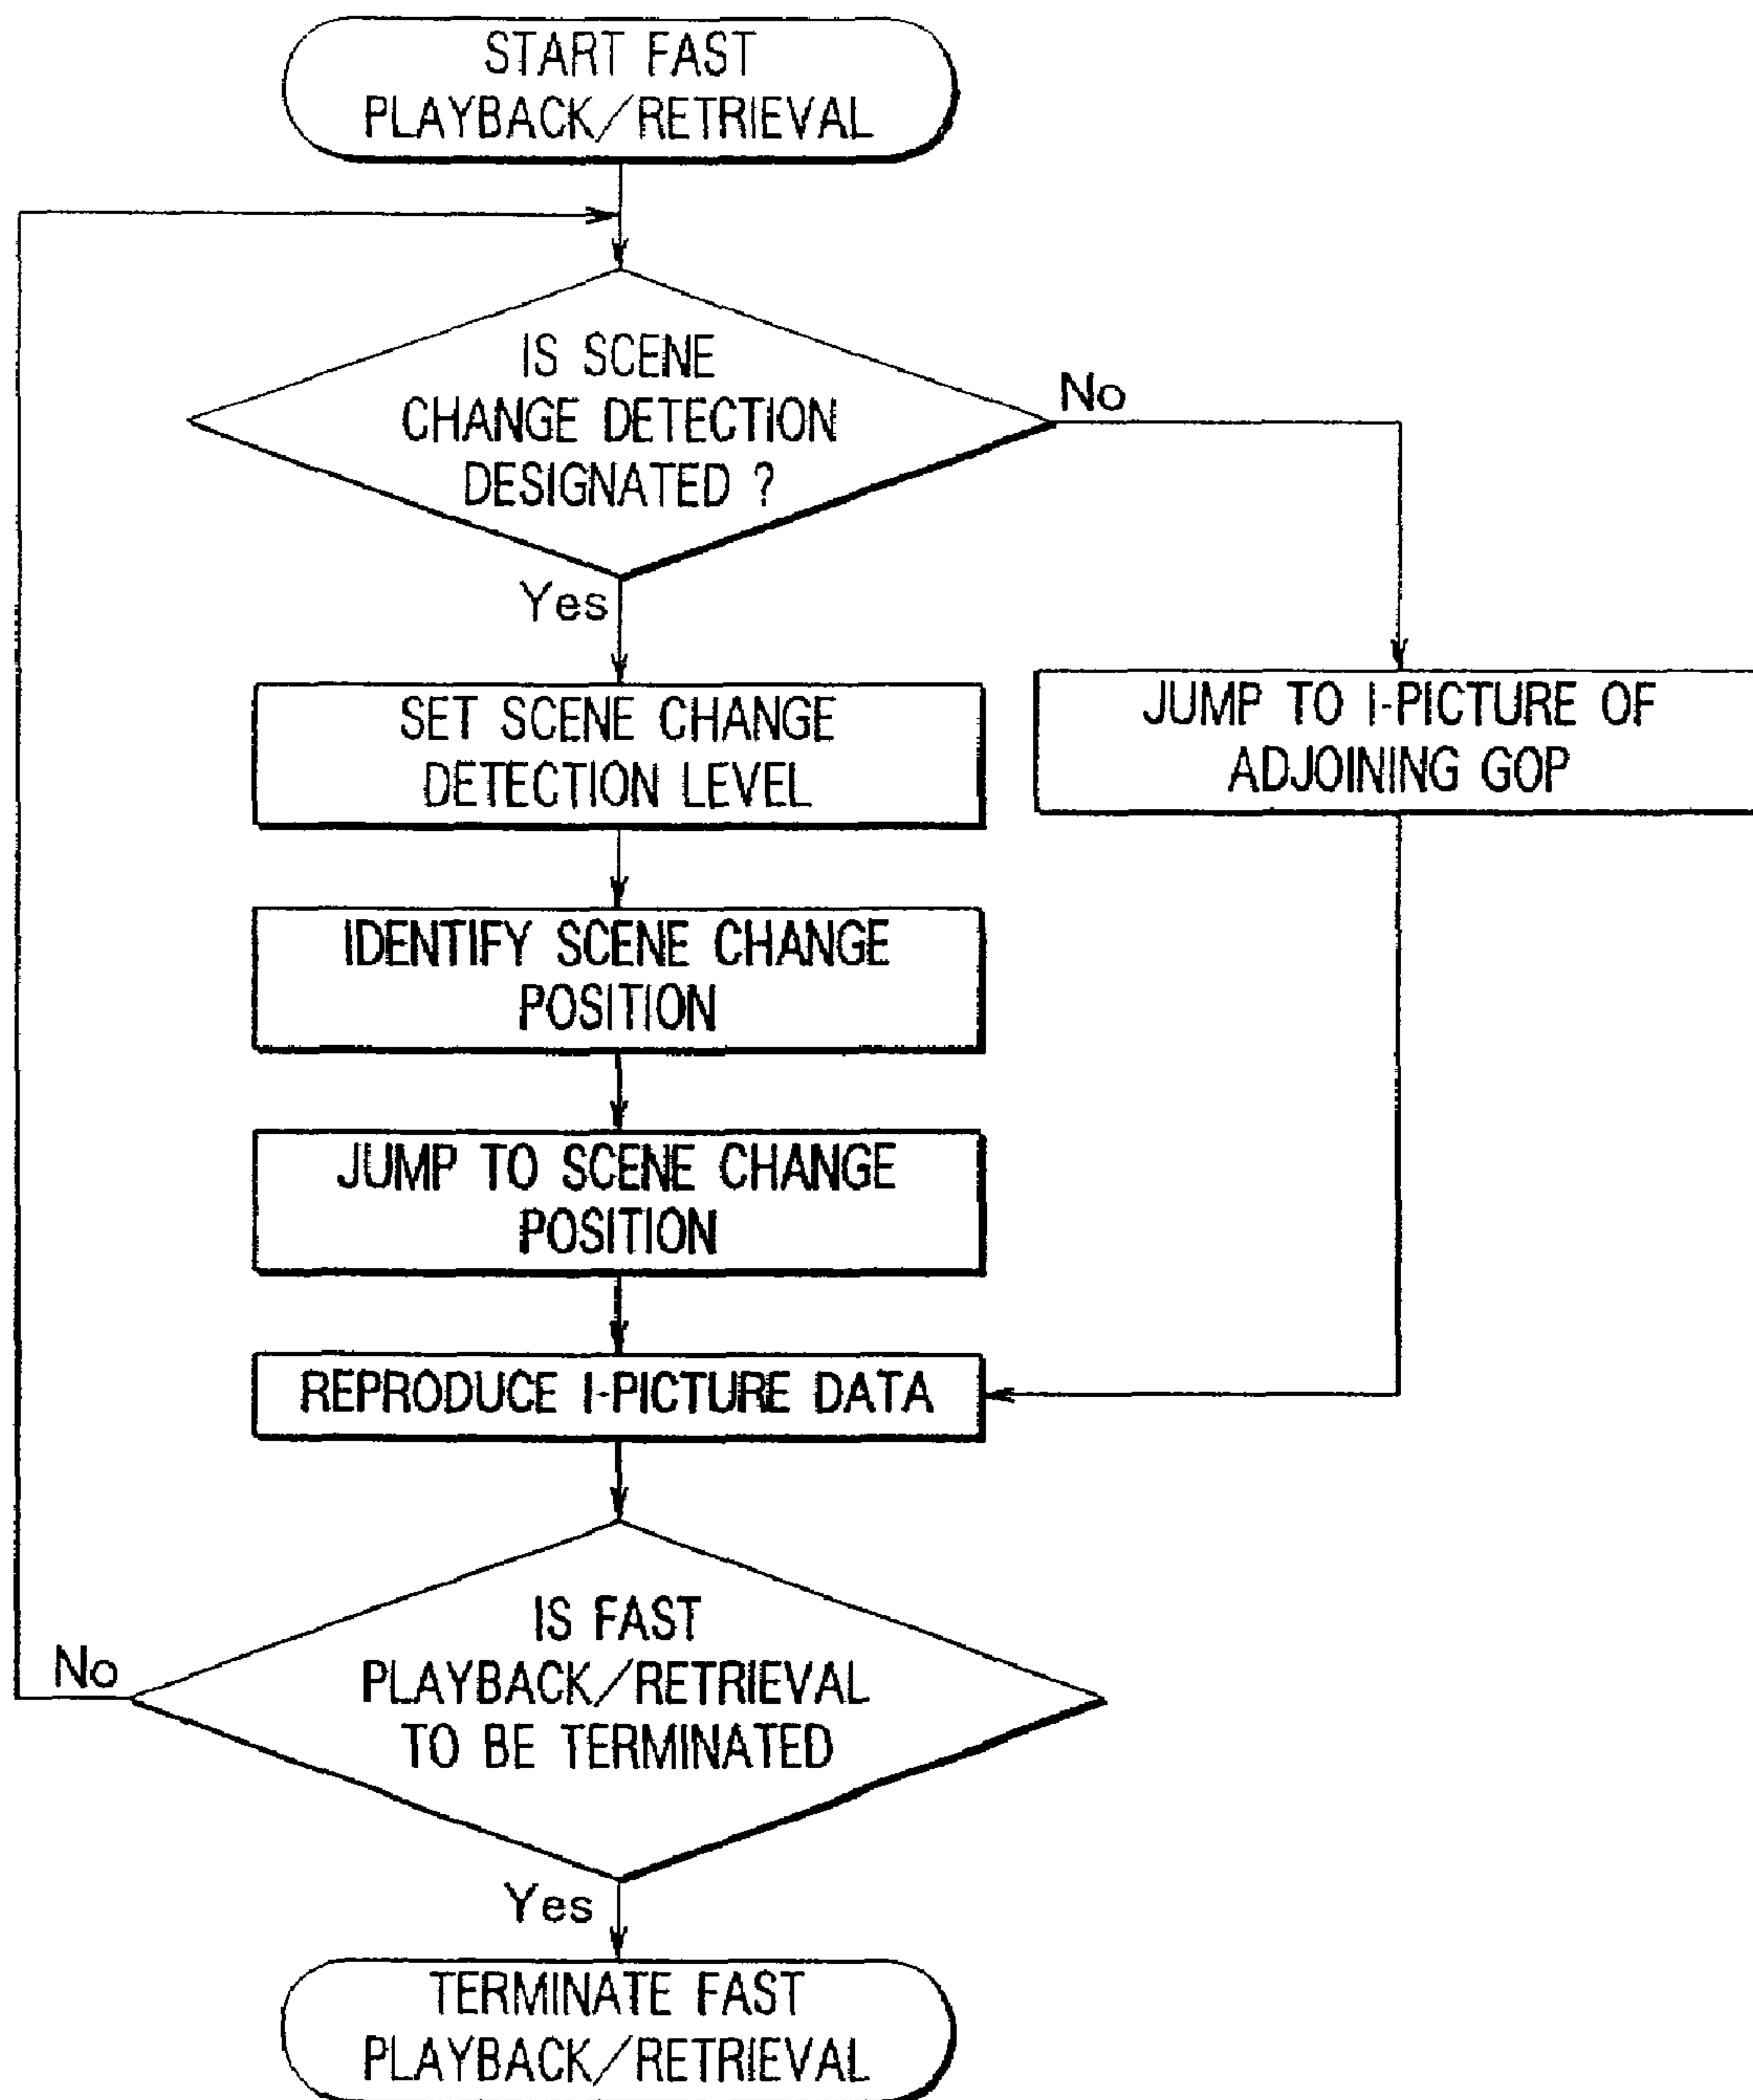 START FAST
PLAYBACK/RETRIEVAL
IS SCENE
CHANGE DETECTION
DESIGNATED ?
No
Yes
SET SCENE CHANGE
DETECTION LEVEL
JUMP TO I-PICTURE OF
ADJOINING GOP
IDENTIFY SCENE CHANGE
POSITION
JUMP TO SCENE CHANGE
POSITION
REPRODUCE I-PICTURE DATA
IS FAST
PLAYBACK/RETRIEVAL
TO BE TERMINATED
No
Yes
TERMINATE FAST
PLAYBACK/RETRIEVAL